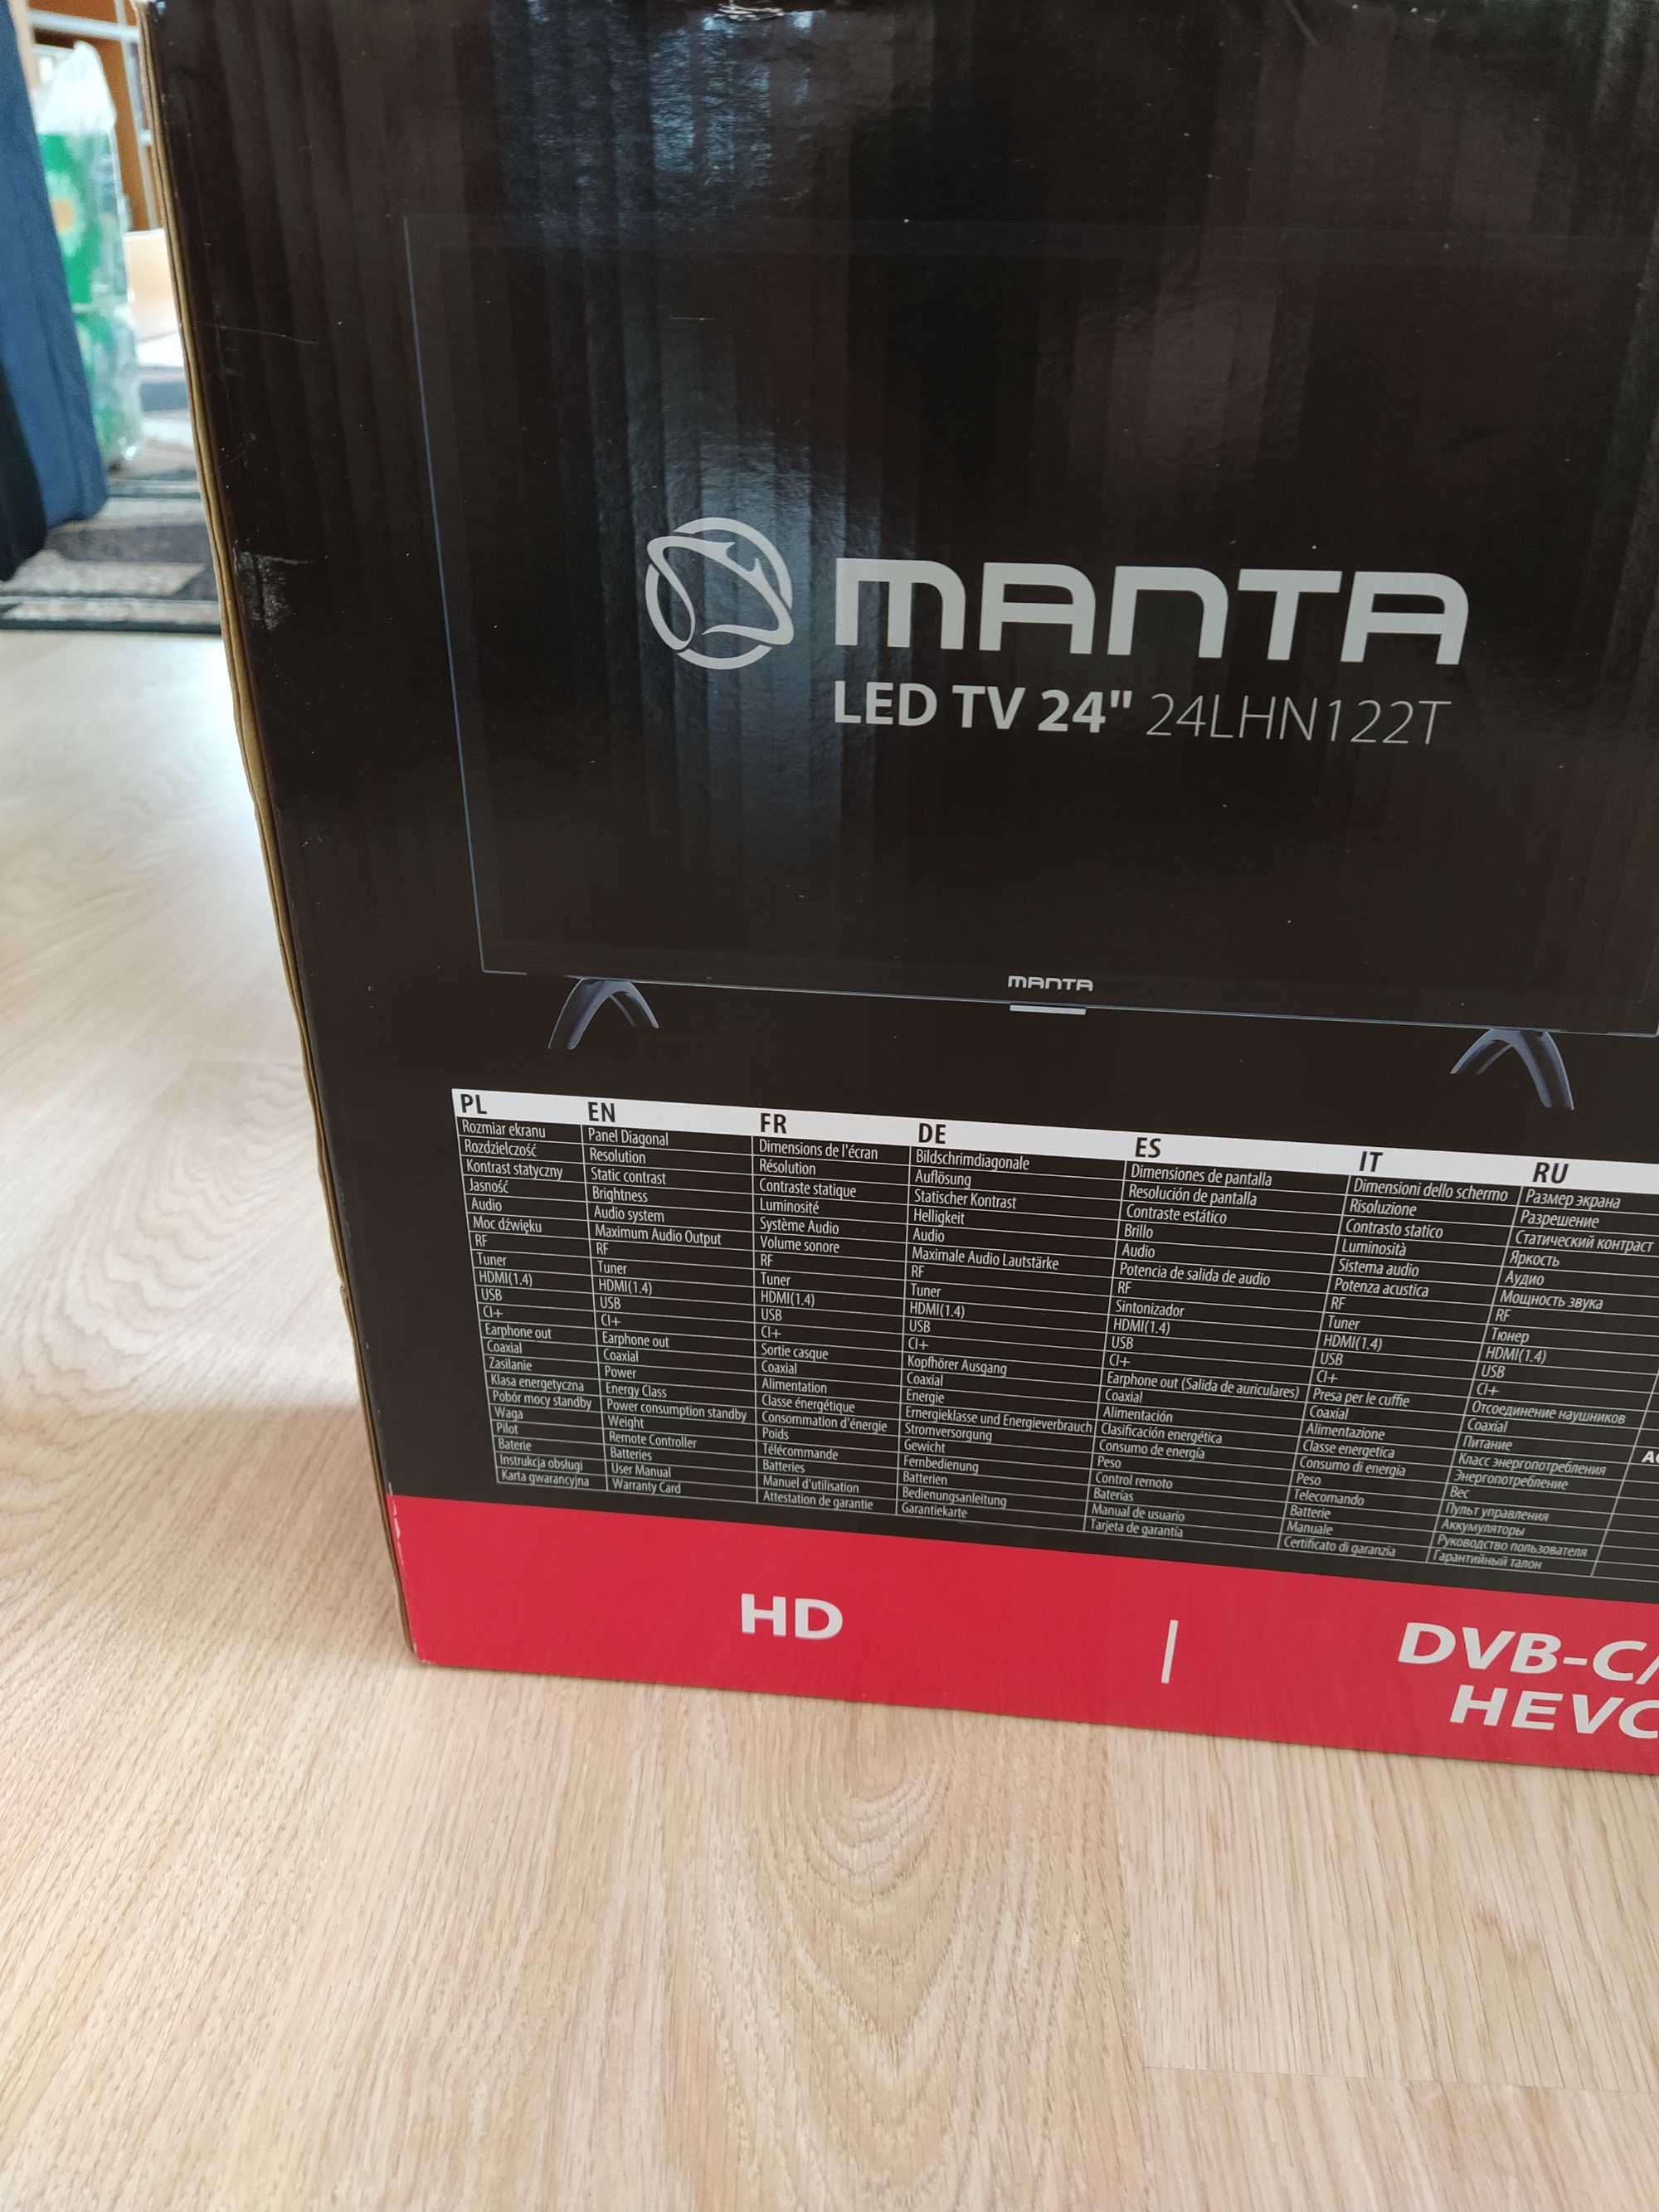 MANTA
LED TV 24" 24LHN122T
MANTA
PL EN FR DE ES IT RU
Rozmiar ekranu Panel Diagonal Dimensions de l'écran Bildschrimdiagonale Dimensiones de pantalla Dimensioni dello schermo Размер экрана
Rozdzielczość Resolution Résolution Auflösung Resolución de pantalla Risoluzione Разрешение
Kontrast statyczny Static contrast Contraste statique Statischer Kontrast Contraste estático Contrasto statico Статический контраст
Jasność Brightness Luminosité Helligkeit Brillo Luminosità Яркость
Audio Audio system Système Audio Audio Audio Sistema audio Аудио
Moc dźwięku Maximum Audio Output Volume sonore Maximale Audio Lautstärke Potencia de salida de audio Potenza acustica Мощность звука
RF RF RF RF RF RF RF
Tuner Tuner Tuner Tuner Sintonizador Tuner Тюнер
HDMI(1.4) HDMI(1.4) HDMI(1.4) HDMI(1.4) HDMI(1.4) HDMI(1.4) HDMI(1.4)
USB USB USB USB USB USB USB
CI+ CI+ CI+ CI+ CI+ CI+ CI+
Earphone out Earphone out Sortie casque Kopfhörer Ausgang Earphone out (Salida de auriculares) Presa per le cuffie Отсоединение наушников
Coaxial Coaxial Coaxial Coaxial Coaxial Coaxial Coaxial
Zasilanie Power Alimentation Energie Alimentación Alimentazione Питание
Klasa energetyczna Energy Class Classe énergétique Ernergieklasse und Energieverbrauch Clasificación energética Classe energetica Класс энергопотребления
Pobór mocy standby Power consumption standby Consommation d'énergie Stromversorgung Consumo de energía Consumo di energia Энергопотребление
Waga Weight Poids Gewicht Peso Peso Вес
Pilot Remote Controller Télécommande Fernbedienung Control remoto Telecomando Пульт управления
Baterie Batteries Batteries Batterien Baterías Batterie Аккумуляторы
Instrukcja obsługi User Manual Manuel d'utilisation Bedienungsanleitung Manual de usuario Manuale Руководство пользователя
Karta gwarancyjna Warranty Card Attestation de garantie Garantiekarte Tarjeta de garantía Certificato di garanzia Гарантийный талон
HD | DVB-C/
HEVC